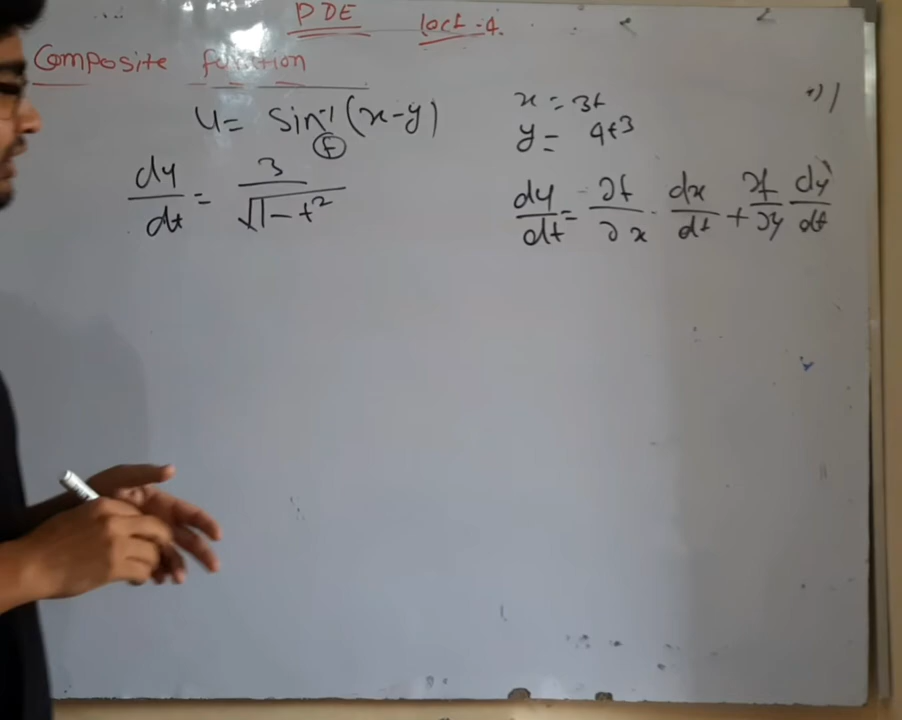 PDE Lect-4.
Composite function
u = sin⁻¹(x-y)
F
x = 3t
y = 4t3
du/dt = 3/√1-t²
du/dt = ∂f/∂x · dx/dt + ∂f/∂y dy/dt